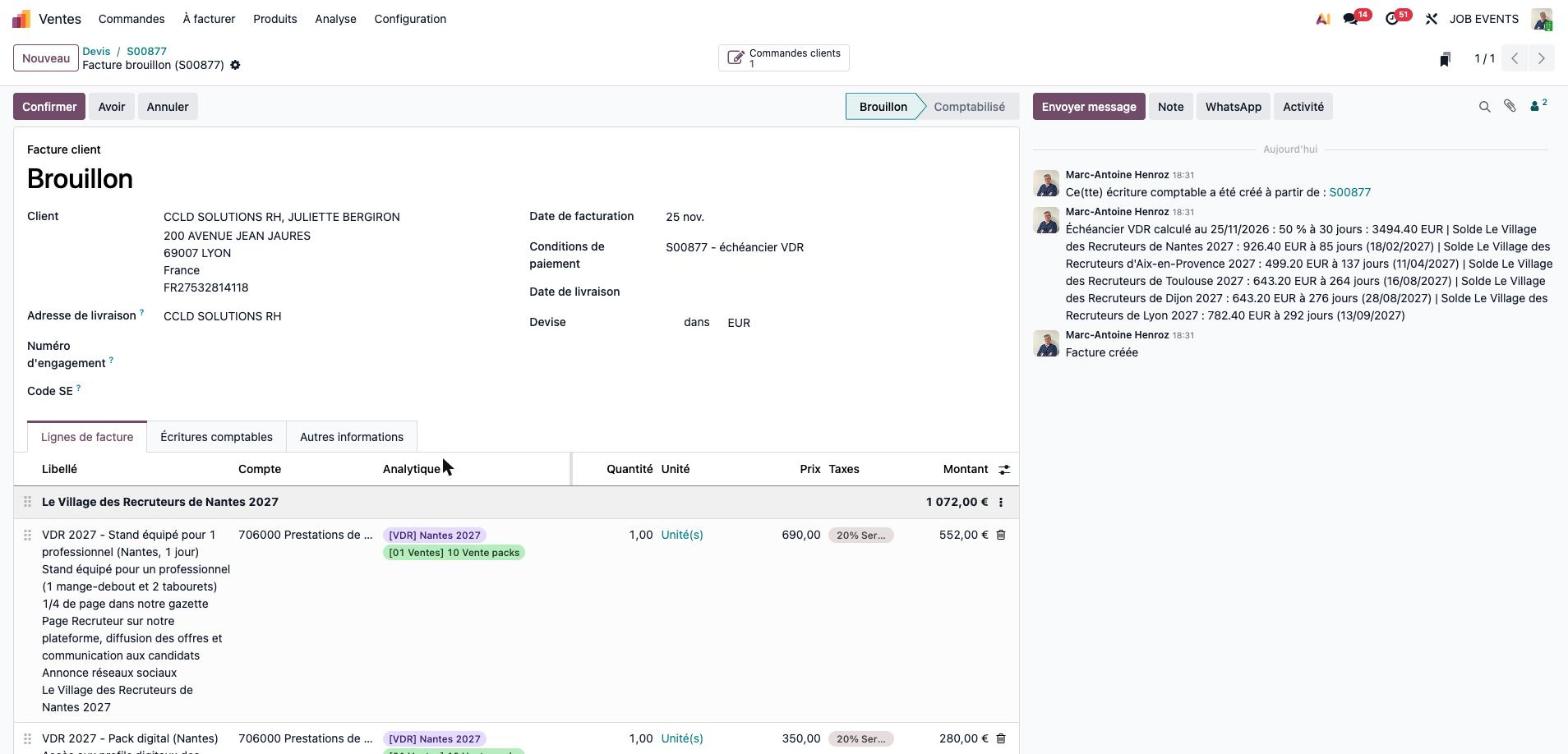 Ventes Commandes À facturer Produits Analyse Configuration 14 51 JOB EVENTS
Nouveau
Devis / S00877
Facture brouillon (S00877)
Commandes clients
1
1 / 1
Confirmer Avoir Annuler
Brouillon Comptabilisé
Envoyer message Note WhatsApp Activité 2
Facture client
Brouillon
Client
CCLD SOLUTIONS RH, JULIETTE BERGIRON
200 AVENUE JEAN JAURES
69007 LYON
France
FR27532814118
Adresse de livraison ? CCLD SOLUTIONS RH
Numéro
d'engagement ?
Code SE ?
Date de facturation 25 nov.
Conditions de
paiement
S00877 - échéancier VDR
Date de livraison
Devise dans EUR
Lignes de facture Écritures comptables Autres informations
Libellé Compte Analytique Quantité Unité Prix Taxes Montant
Le Village des Recruteurs de Nantes 2027 1 072,00 €
VDR 2027 - Stand équipé pour 1
professionnel (Nantes, 1 jour)
Stand équipé pour un professionnel
(1 mange-debout et 2 tabourets)
1/4 de page dans notre gazette
Page Recruteur sur notre
plateforme, diffusion des offres et
communication aux candidats
Annonce réseaux sociaux
Le Village des Recruteurs de
Nantes 2027
706000 Prestations de ...
[VDR] Nantes 2027
[01 Ventes] 10 Vente packs
1,00 Unité(s) 690,00 20% Ser... 552,00 €
VDR 2027 - Pack digital (Nantes)
706000 Prestations de ...
[VDR] Nantes 2027
1,00 Unité(s) 350,00 20% Ser... 280,00 €
Aujourd'hui
Marc-Antoine Henroz 18:31
Ce(tte) écriture comptable a été créé à partir de : S00877
Marc-Antoine Henroz 18:31
Échéancier VDR calculé au 25/11/2026 : 50 % à 30 jours : 3494.40 EUR | Solde Le Village
des Recruteurs de Nantes 2027 : 926.40 EUR à 85 jours (18/02/2027) | Solde Le Village des
Recruteurs d'Aix-en-Provence 2027 : 499.20 EUR à 137 jours (11/04/2027) | Solde Le Village
des Recruteurs de Toulouse 2027 : 643.20 EUR à 264 jours (16/08/2027) | Solde Le Village
des Recruteurs de Dijon 2027 : 643.20 EUR à 276 jours (28/08/2027) | Solde Le Village des
Recruteurs de Lyon 2027 : 782.40 EUR à 292 jours (13/09/2027)
Marc-Antoine Henroz 18:31
Facture créée